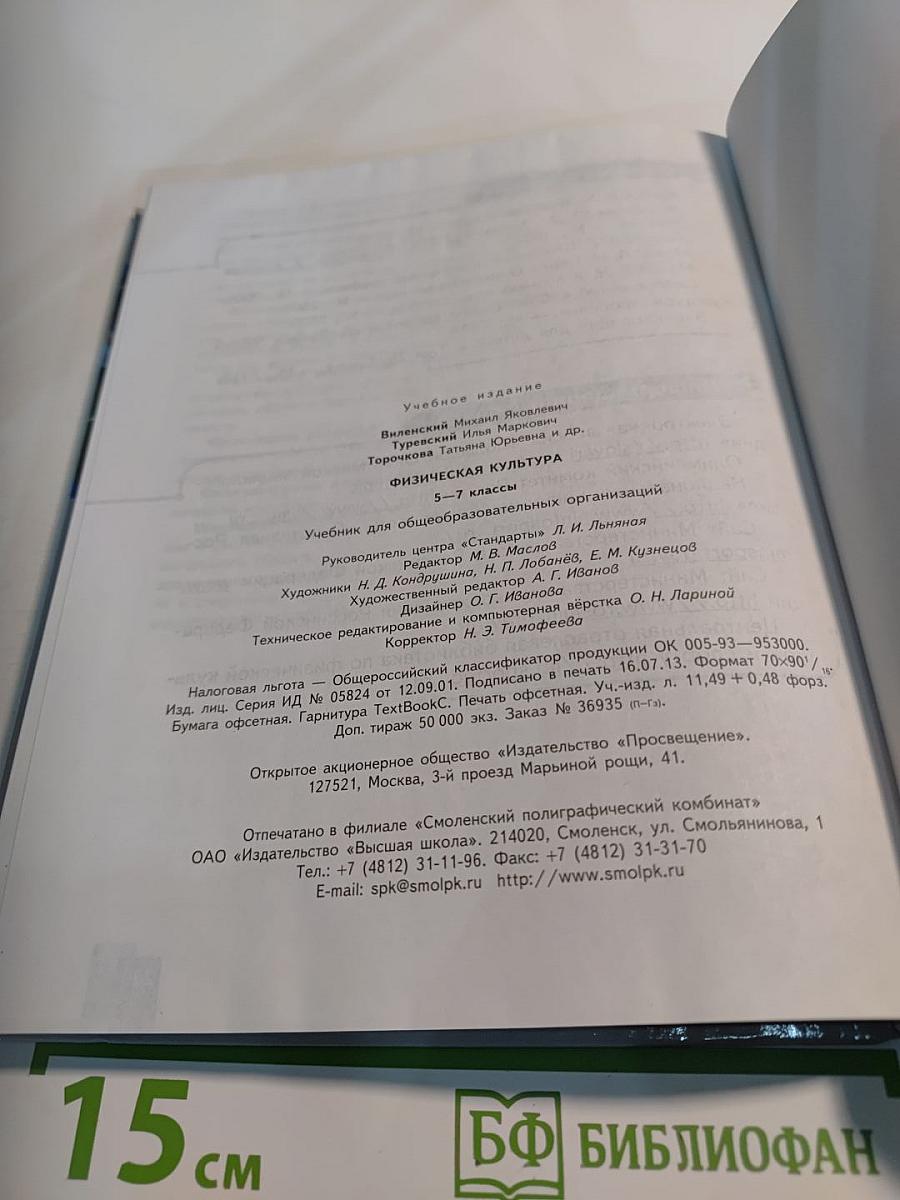 Учебное издание
Виленский Михаил Яковлевич
Туревский Илья Маркович
Торочкова Татьяна Юрьевна и др.
ФИЗИЧЕСКАЯ КУЛЬТУРА
5—7 классы
Учебник для общеобразовательных организаций
Руководитель центра «Стандарты» Л. И. Льняная
Редактор М. В. Маслов
Художники Н. Д. Кондрушина, Н. П. Лобанёв, Е. М. Кузнецов
Художественный редактор А. Г. Иванов
Дизайнер О. Г. Иванова
Техническое редактирование и компьютерная вёрстка О. Н. Лариной
Корректор Н. Э. Тимофеева
Налоговая льгота — Общероссийский классификатор продукции ОК 005-93—953000.
Изд. лиц. Серия ИД № 05824 от 12.09.01. Подписано в печать 16.07.13. Формат 70×90¹/₁₆.
Бумага офсетная. Гарнитура TextBookC. Печать офсетная. Уч.-изд. л. 11,49 + 0,48 форз.
Доп. тираж 50 000 экз. Заказ № 36935 (п–гз).
Открытое акционерное общество «Издательство «Просвещение».
127521, Москва, 3-й проезд Марьиной рощи, 41.
Отпечатано в филиале «Смоленский полиграфический комбинат»
ОАО «Издательство «Высшая школа». 214020, Смоленск, ул. Смольянинова, 1
Тел.: +7 (4812) 31-11-96. Факс: +7 (4812) 31-31-70
E-mail: spk@smolpk.ru http://www.smolpk.ru
15 см
БФ БИБЛИОФАН